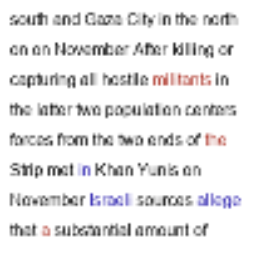 south and Gaza City in the north
on on November After killing or
capturing all hostile militants in
the latter two population centers
forces from the two ends of the
Strip met in Khan Yunis on
November Israeli sources allege
that a substantial amount of